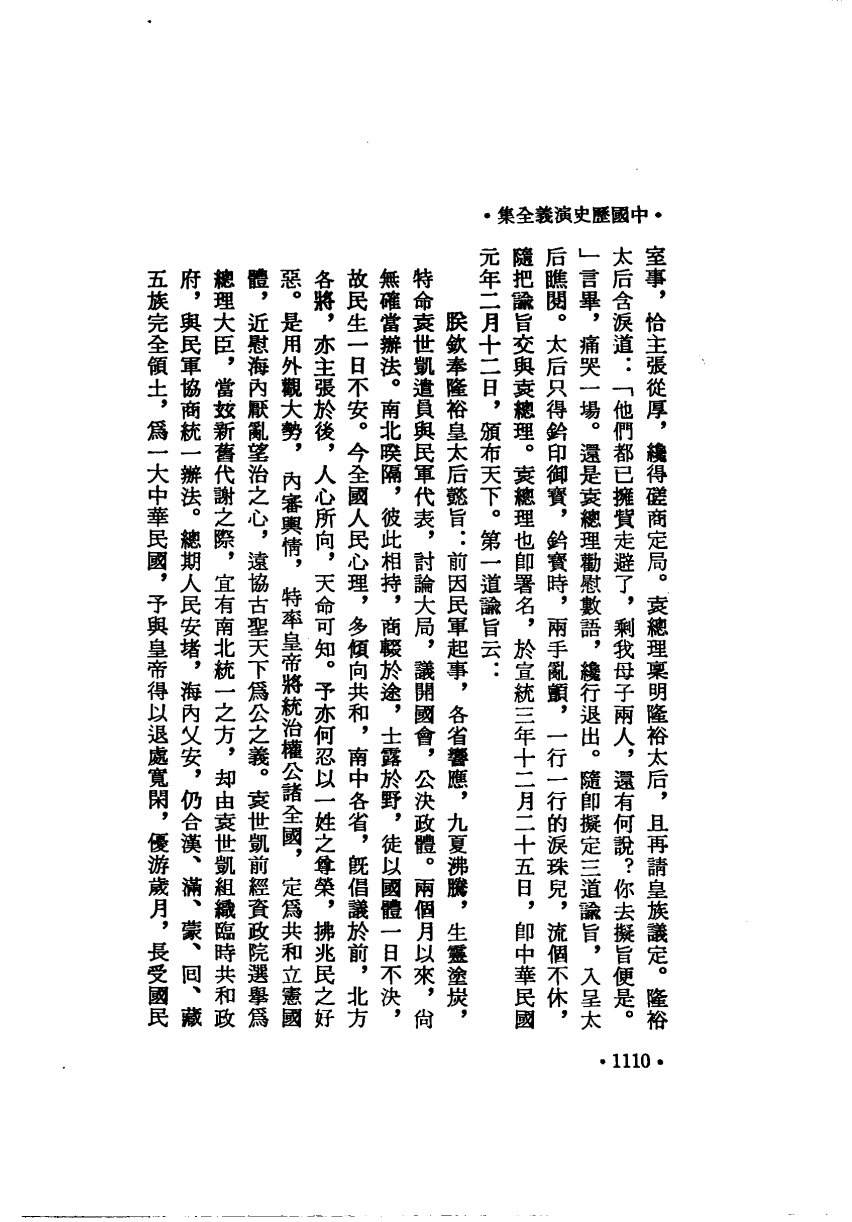 •中國歷史演義全集•
室事，恰主張從厚，纔得磋商定局。袁總理稟明隆裕太后，且再請皇族議定。隆裕
太后含淚道：「他們都已擁貲走避了，剩我母子兩人，還有何說？你去擬旨便是。
」言畢，痛哭一場。還是袁總理勸慰數語，纔行退出。隨卽擬定三道諭旨，入呈太
后瞧閱。太后只得鈐印御寶，鈐寶時，兩手亂顫，一行一行的淚珠兒，流個不休，
隨把諭旨交與袁總理。袁總理也卽署名，於宣統三年十二月二十五日，卽中華民國
元年二月十二日，頒布天下。第一道諭旨云：
朕欽奉隆裕皇太后懿旨：前因民軍起事，各省響應，九夏沸騰，生靈塗炭，
特命袁世凱遣員與民軍代表，討論大局，議開國會，公決政體。兩個月以來，尙
無確當辦法。南北暌隔，彼此相持，商輟於途，士露於野，徒以國體一日不決，
故民生一日不安。今全國人民心理，多傾向共和，南中各省，旣倡議於前，北方
各將，亦主張於後，人心所向，天命可知。予亦何忍以一姓之尊榮，拂兆民之好
惡。是用外觀大勢，內審輿情，特率皇帝將統治權公諸全國，定爲共和立憲國
體，近慰海內厭亂望治之心，遠協古聖天下爲公之義。袁世凱前經資政院選舉爲
總理大臣，當玆新舊代謝之際，宜有南北統一之方，却由袁世凱組織臨時共和政
府，與民軍協商統一辦法。總期人民安堵，海內乂安，仍合漢、滿、蒙、回、藏
五族完全領土，爲一大中華民國，予與皇帝得以退處寬閑，優游歲月，長受國民
•1110•